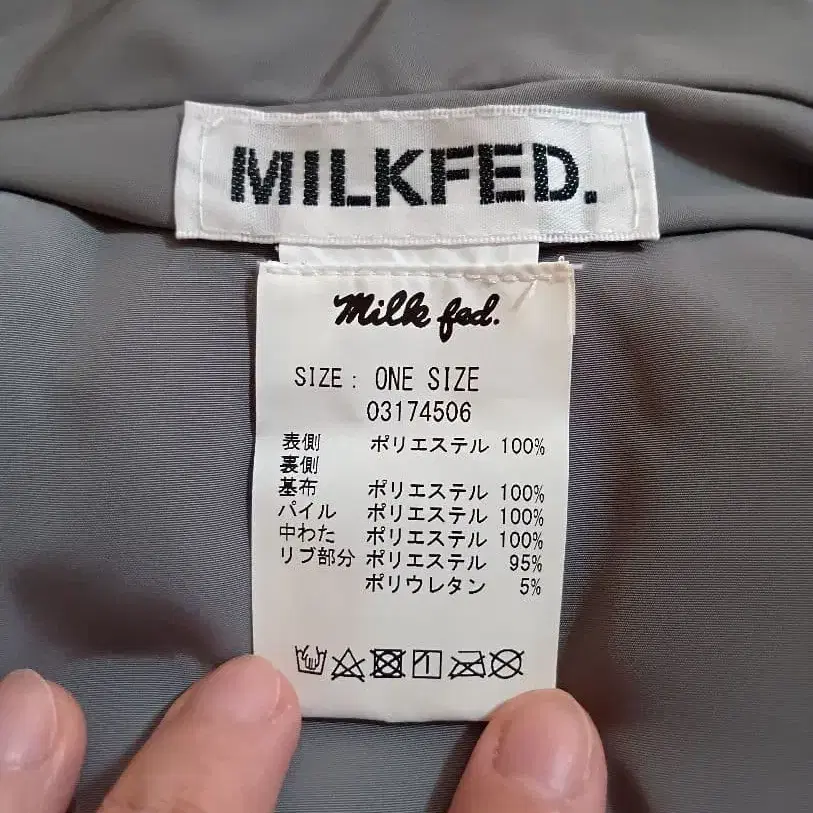 MILKFED.
Milk fed.
SIZE : ONE SIZE
03174506
表側 ポリエステル 100%
裏側
基布 ポリエステル 100%
パイル ポリエステル 100%
中わた ポリエステル 100%
リブ部分 ポリエステル 95%
ポリウレタン 5%